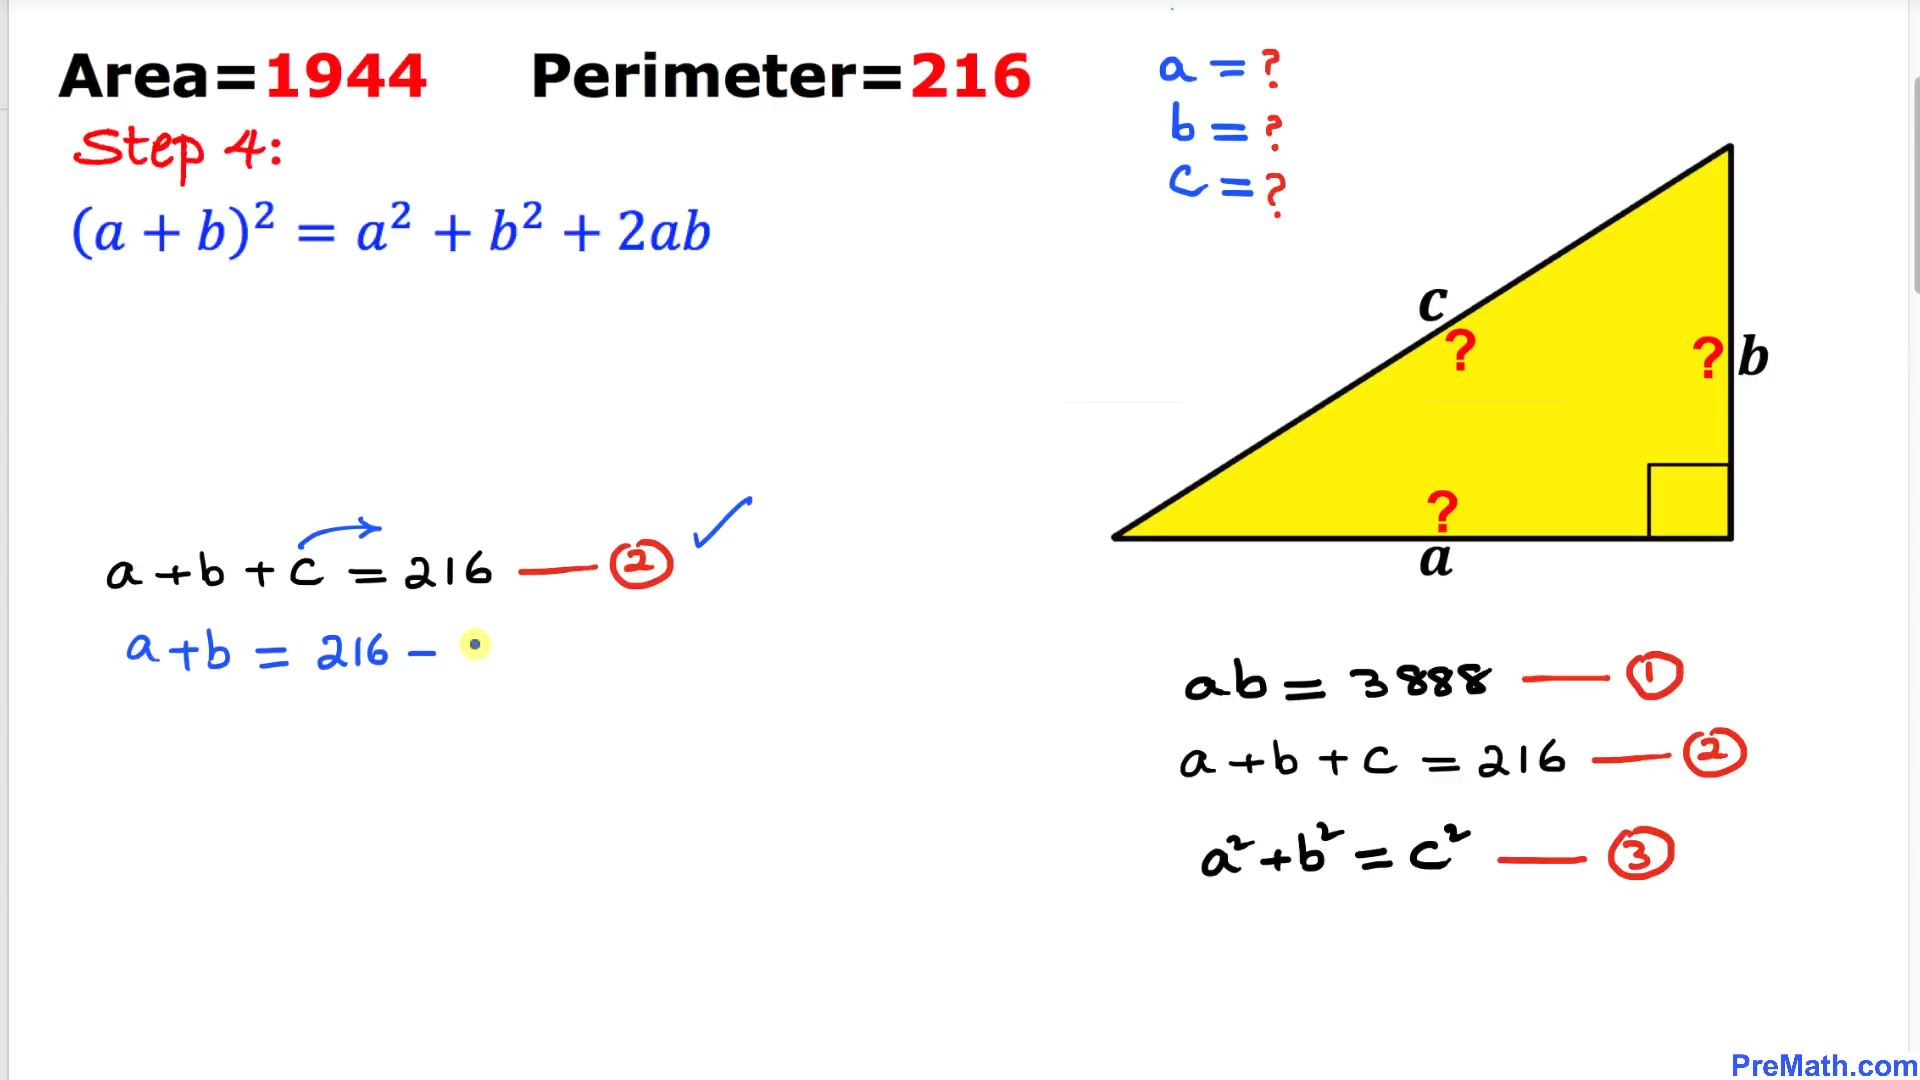 Area=1944 Perimeter=216
a = ?
b = ?
c = ?
Step 4:
(a + b)² = a² + b² + 2ab
c
?
? b
?
a
a + b + c = 216 — ②
a + b = 216 −
ab = 3888 — ①
a + b + c = 216 — ②
a² + b² = c² — ③
PreMath.com